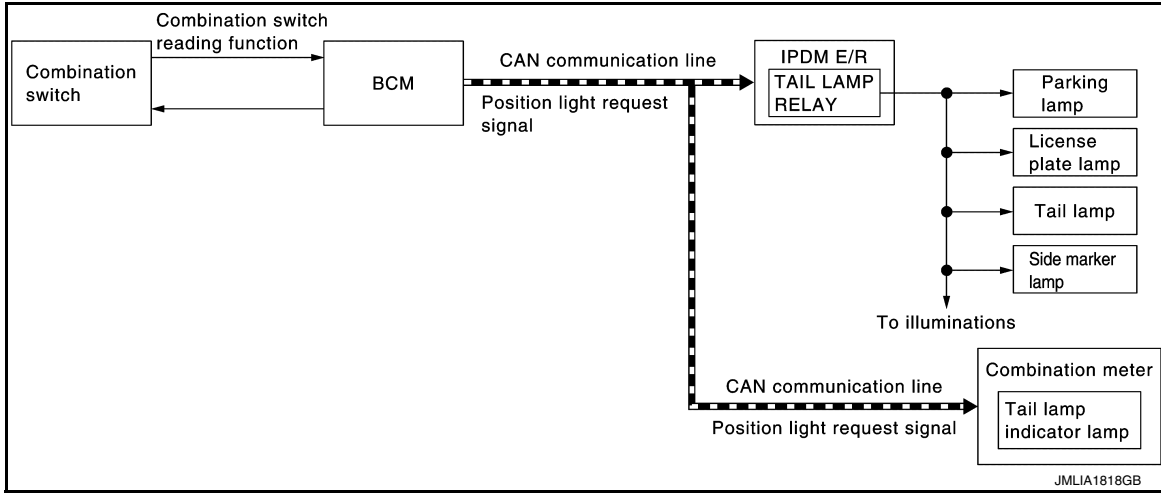 Combination switch
reading function
Combination
switch
BCM
CAN communication line
Position light request
signal
IPDM E/R
TAIL LAMP
RELAY
Parking
lamp
License
plate lamp
Tail lamp
Side marker
lamp
To illuminations
CAN communication line
Position light request signal
Combination meter
Tail lamp
indicator lamp
JMLIA1818GB